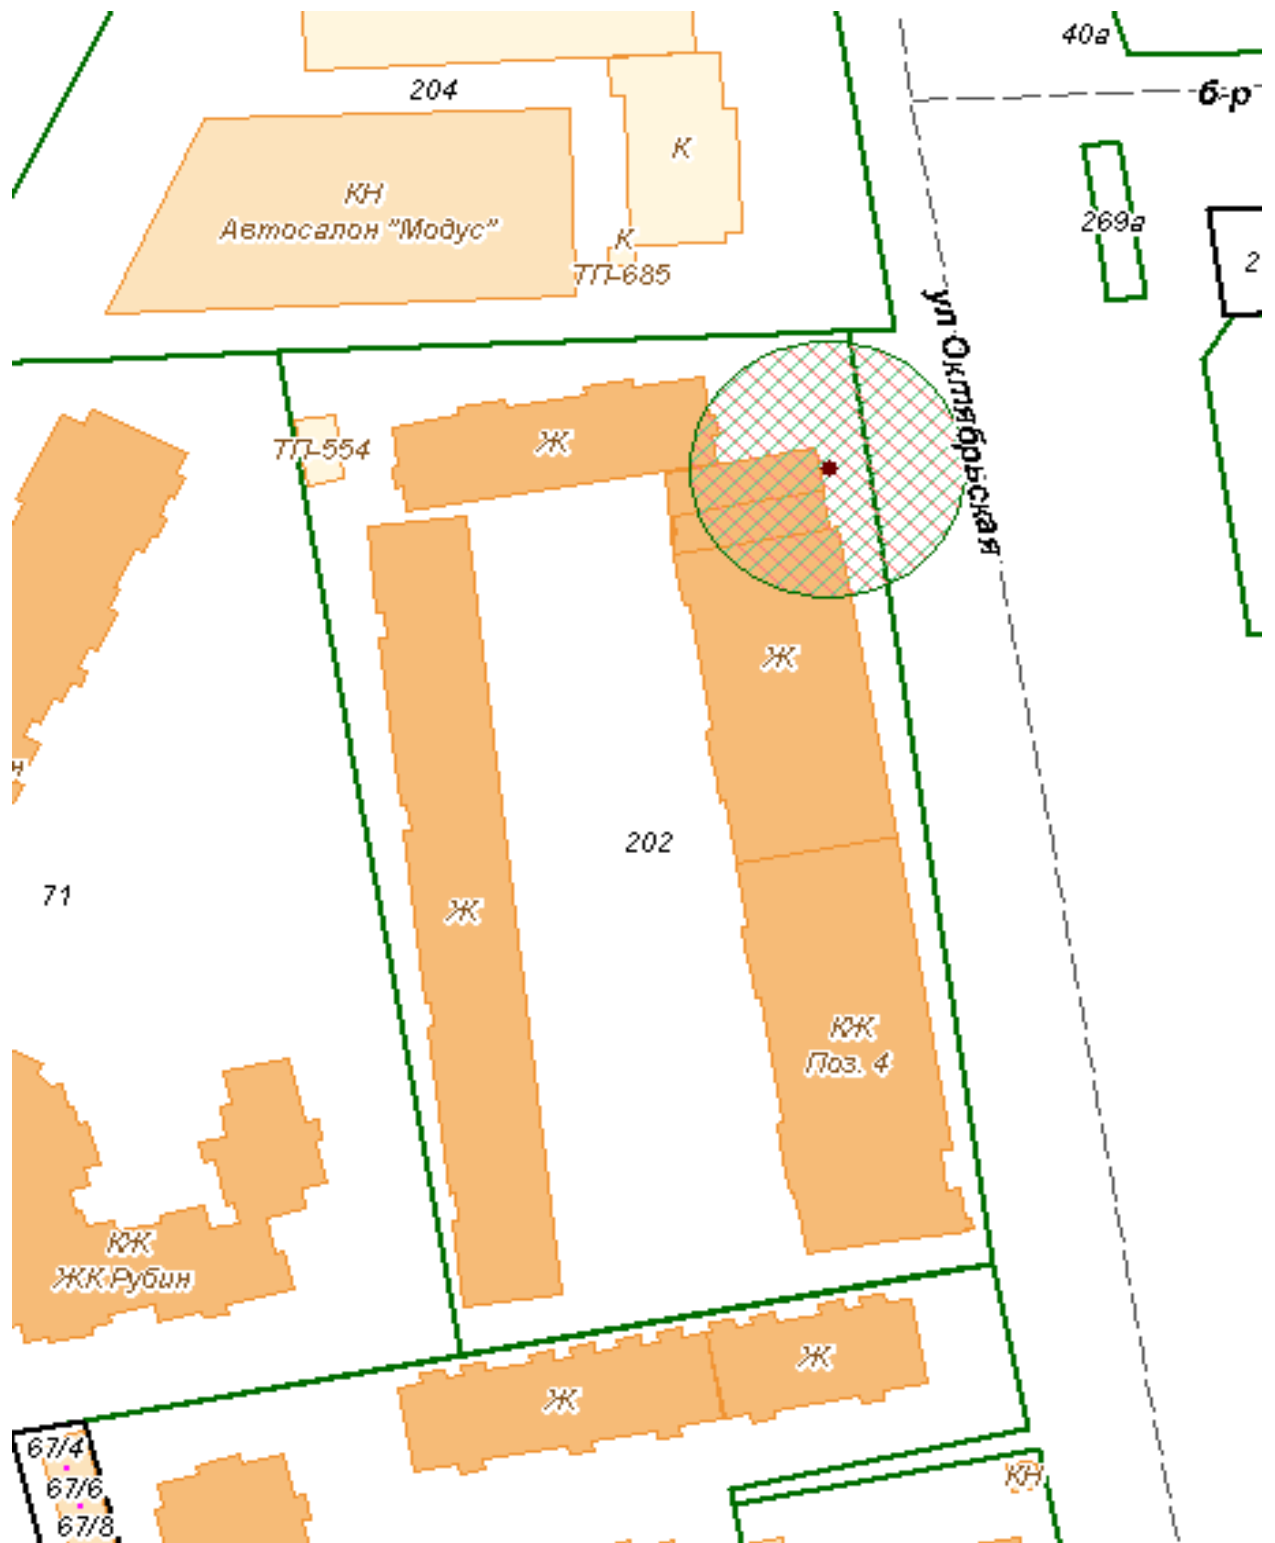 40а
204
б-р
К
КН
Автосалон "Модус"
269а
К
ТП-685
2
ул Октябрьская
Ж
ТП-554
Ж
н
202
71
Ж
КЖ
Поз. 4
КЖ
ЖК Рубин
Ж
Ж
67/4
КН
67/6
67/8